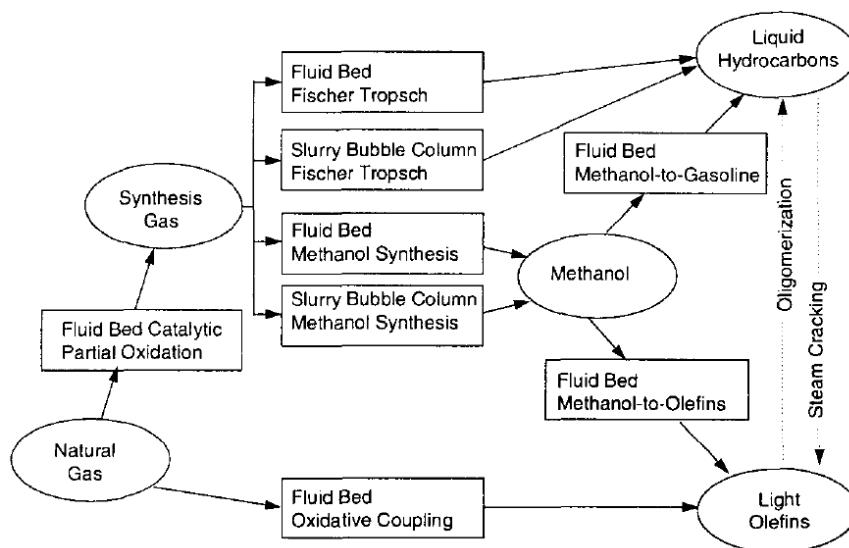 Liquid
Hydrocarbons
Fluid Bed
Fischer Tropsch
Slurry Bubble Column
Fischer Tropsch
Fluid Bed
Methanol-to-Gasoline
Synthesis
Gas
Fluid Bed
Methanol Synthesis
Methanol
Slurry Bubble Column
Methanol Synthesis
Oligomerization
Steam Cracking
Fluid Bed Catalytic
Partial Oxidation
Fluid Bed
Methanol-to-Olefins
Natural
Gas
Fluid Bed
Oxidative Coupling
Light
Olefins